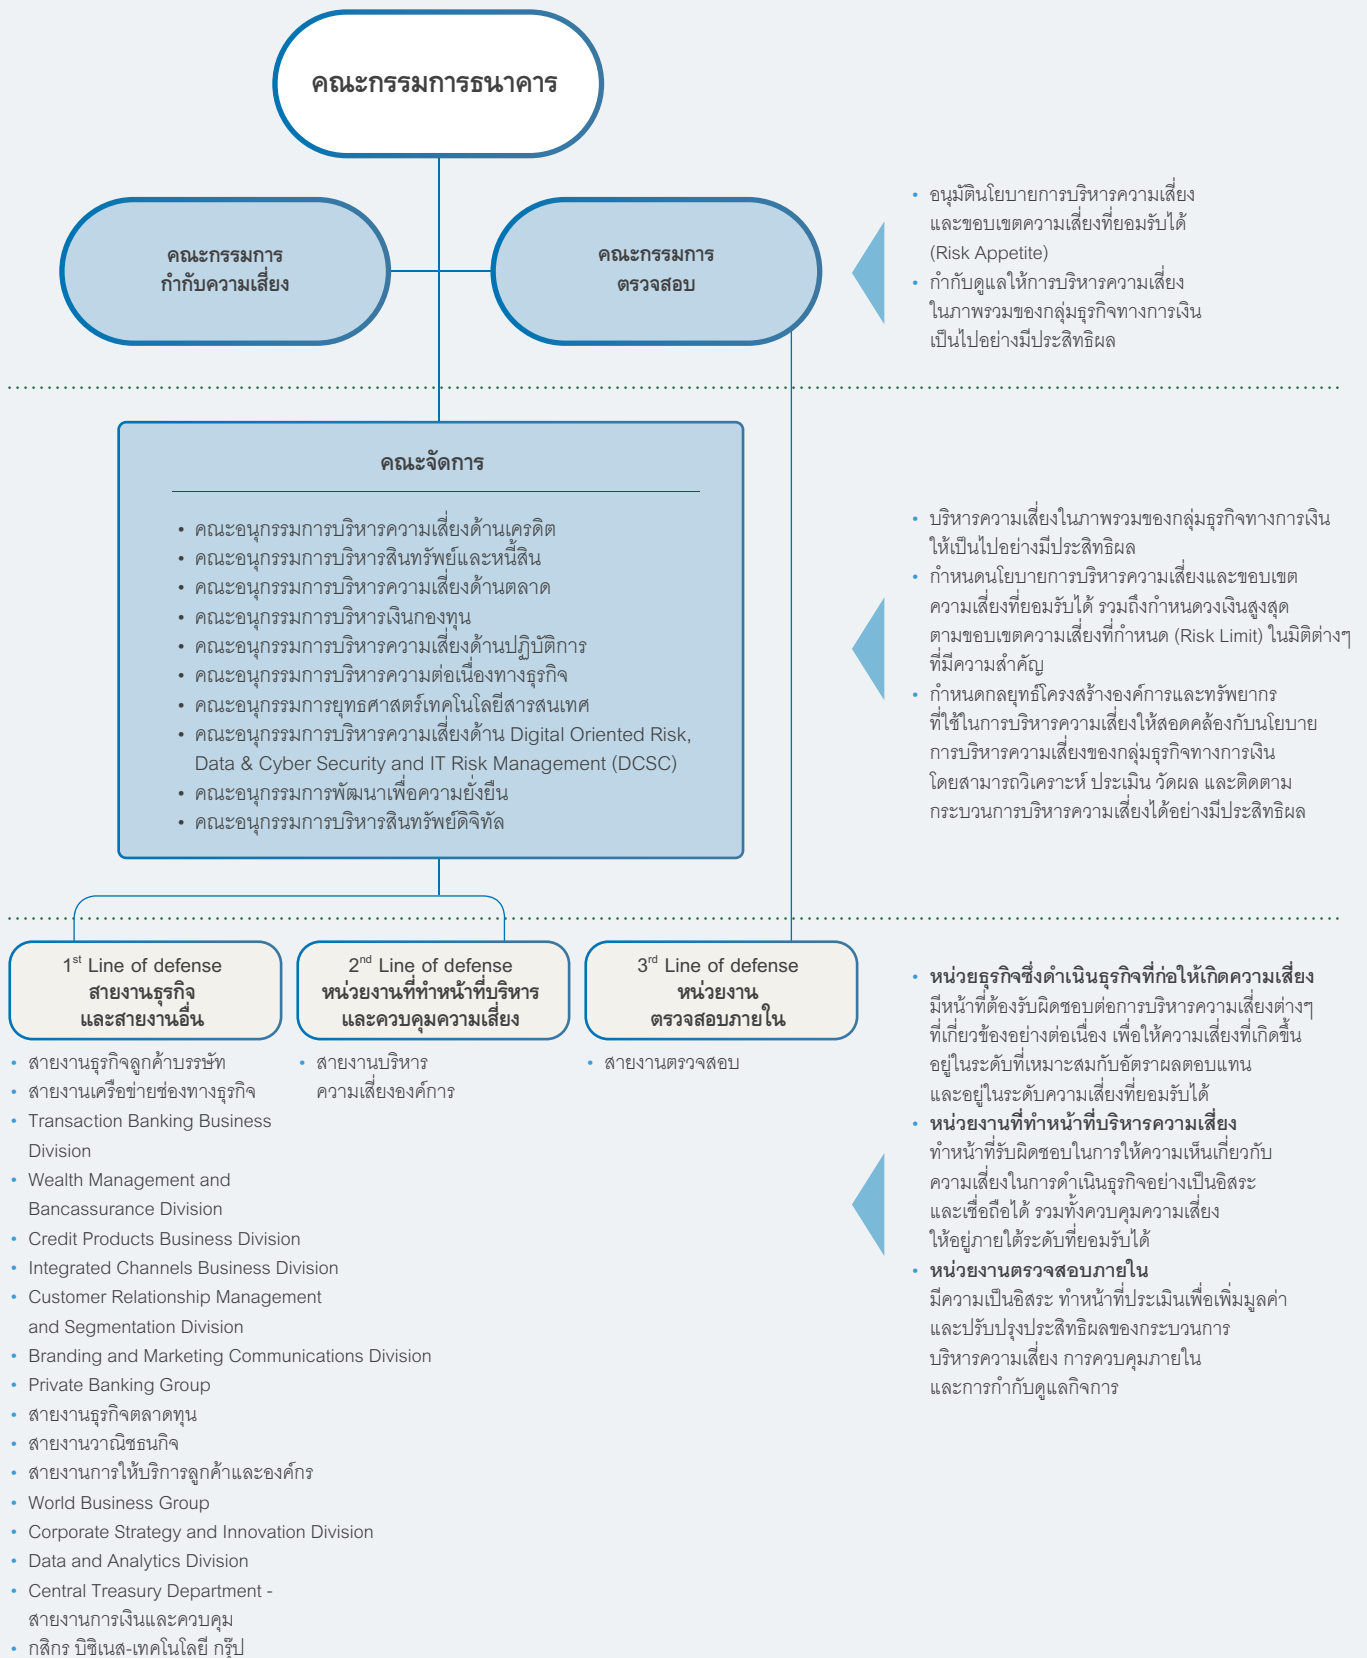 คณะกรรมการธนาคาร
คณะกรรมการ
กำกับความเสี่ยง
คณะกรรมการ
ตรวจสอบ
• อนุมัตินโยบายการบริหารความเสี่ยง
และขอบเขตความเสี่ยงที่ยอมรับได้
(Risk Appetite)
• กำกับดูแลให้การบริหารความเสี่ยง
ในภาพรวมของกลุ่มธุรกิจทางการเงิน
เป็นไปอย่างมีประสิทธิผล
คณะจัดการ
• คณะอนุกรรมการบริหารความเสี่ยงด้านเครดิต
• คณะอนุกรรมการบริหารสินทรัพย์และหนี้สิน
• คณะอนุกรรมการบริหารความเสี่ยงด้านตลาด
• คณะอนุกรรมการบริหารเงินกองทุน
• คณะอนุกรรมการบริหารความเสี่ยงด้านปฏิบัติการ
• คณะอนุกรรมการบริหารความต่อเนื่องทางธุรกิจ
• คณะอนุกรรมการยุทธศาสตร์เทคโนโลยีสารสนเทศ
• คณะอนุกรรมการบริหารความเสี่ยงด้าน Digital Oriented Risk,
Data & Cyber Security and IT Risk Management (DCSC)
• คณะอนุกรรมการพัฒนาเพื่อความยั่งยืน
• คณะอนุกรรมการบริหารสินทรัพย์ดิจิทัล
• บริหารความเสี่ยงในภาพรวมของกลุ่มธุรกิจทางการเงิน
ให้เป็นไปอย่างมีประสิทธิผล
• กำหนดนโยบายการบริหารความเสี่ยงและขอบเขต
ความเสี่ยงที่ยอมรับได้ รวมถึงกำหนดวงเงินสูงสุด
ตามขอบเขตความเสี่ยงที่กำหนด (Risk Limit) ในมิติต่างๆ
ที่มีความสำคัญ
• กำหนดกลยุทธ์โครงสร้างองค์การและทรัพยากร
ที่ใช้ในการบริหารความเสี่ยงให้สอดคล้องกับนโยบาย
การบริหารความเสี่ยงของกลุ่มธุรกิจทางการเงิน
โดยสามารถวิเคราะห์ ประเมิน วัดผล และติดตาม
กระบวนการบริหารความเสี่ยงได้อย่างมีประสิทธิผล
1st Line of defense
สายงานธุรกิจ
และสายงานอื่น
• สายงานธุรกิจลูกค้าบรรษัท
• สายงานเครือข่ายช่องทางธุรกิจ
• Transaction Banking Business
Division
• Wealth Management and
Bancassurance Division
• Credit Products Business Division
• Integrated Channels Business Division
• Customer Relationship Management
and Segmentation Division
• Branding and Marketing Communications Division
• Private Banking Group
• สายงานธุรกิจตลาดทุน
• สายงานวาณิชธนกิจ
• สายงานการให้บริการลูกค้าและองค์กร
• World Business Group
• Corporate Strategy and Innovation Division
• Data and Analytics Division
• Central Treasury Department -
สายงานการเงินและควบคุม
• กสิกร บิซิเนส-เทคโนโลยี กรุ๊ป
2nd Line of defense
หน่วยงานที่ทำหน้าที่บริหาร
และควบคุมความเสี่ยง
• สายงานบริหาร
ความเสี่ยงองค์การ
3rd Line of defense
หน่วยงาน
ตรวจสอบภายใน
• สายงานตรวจสอบ
• หน่วยธุรกิจซึ่งดำเนินธุรกิจที่ก่อให้เกิดความเสี่ยง
มีหน้าที่ต้องรับผิดชอบต่อการบริหารความเสี่ยงต่างๆ
ที่เกี่ยวข้องอย่างต่อเนื่อง เพื่อให้ความเสี่ยงที่เกิดขึ้น
อยู่ในระดับที่เหมาะสมกับอัตราผลตอบแทน
และอยู่ในระดับความเสี่ยงที่ยอมรับได้
• หน่วยงานที่ทำหน้าที่บริหารความเสี่ยง
ทำหน้าที่รับผิดชอบในการให้ความเห็นเกี่ยวกับ
ความเสี่ยงในการดำเนินธุรกิจอย่างเป็นอิสระ
และเชื่อถือได้ รวมทั้งควบคุมความเสี่ยง
ให้อยู่ภายใต้ระดับที่ยอมรับได้
• หน่วยงานตรวจสอบภายใน
มีความเป็นอิสระ ทำหน้าที่ประเมินเพื่อเพิ่มมูลค่า
และปรับปรุงประสิทธิผลของกระบวนการ
บริหารความเสี่ยง การควบคุมภายใน
และการกำกับดูแลกิจการ